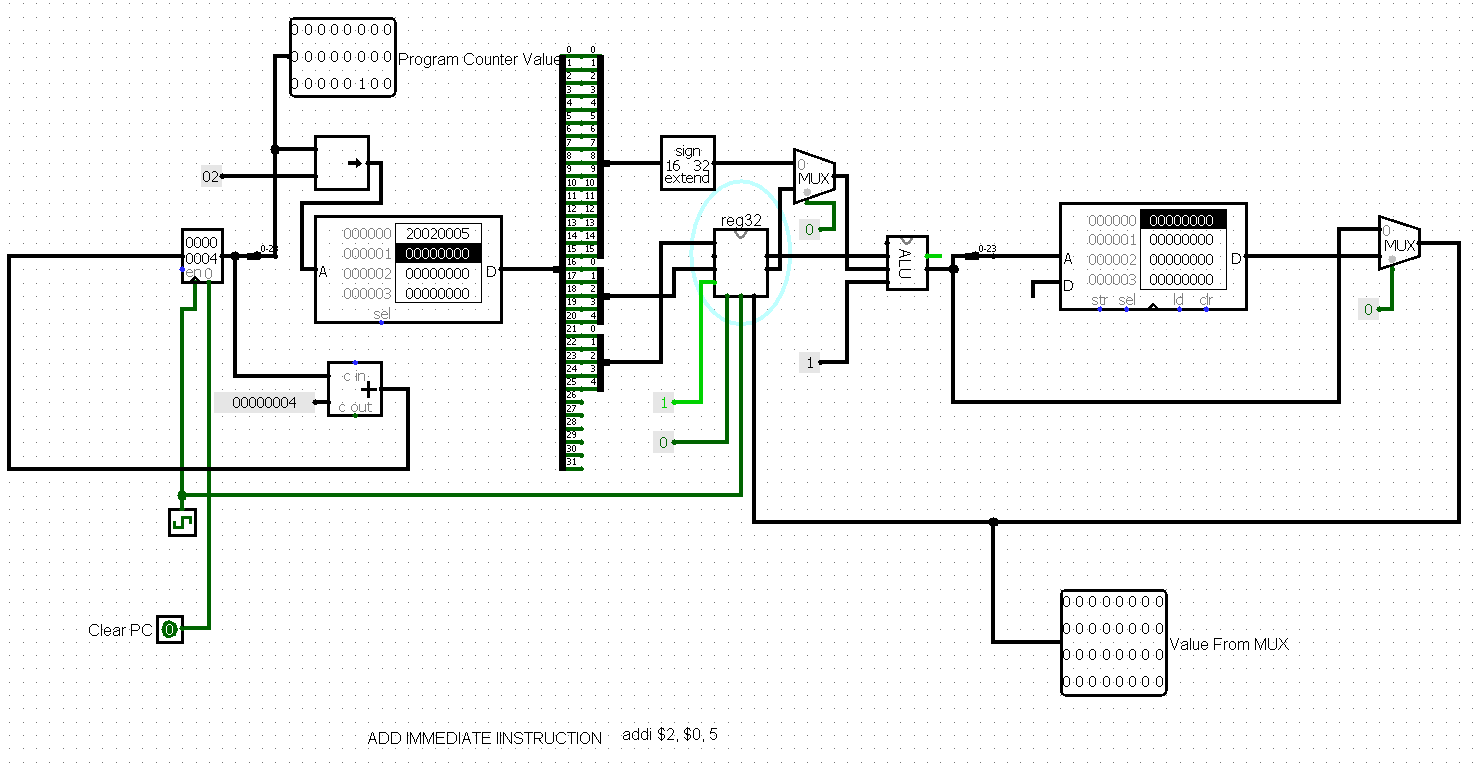 0 0 0 0 0 0 0 0
0 0 0 0 0 0 0 0
0 0 0 0 0 1 0 0
Program Counter Value
02
0000
0004
en 0
0-23
A
000000 20020005
000001 00000000
000002 00000000
000003 00000000
D
sel
c in
+
c out
00000004
Clear PC
0
0 0
1 1
2 2
3 3
4 4
5 5
6 6
7 7
8 8
9 9
10 10
11 11
12 12
13 13
14 14
15 15
16 0
17 1
18 2
19 3
20 4
21 0
22 1
23 2
24 3
25 4
26
27
28
29
30
31
sign
16 32
extend
reg32
1
0
0
MUX
0
1
ALU
0-23
A
D
000000 00000000
000001 00000000
000002 00000000
000003 00000000
D
str sel ld clr
0
MUX
0
0 0 0 0 0 0 0 0
0 0 0 0 0 0 0 0
0 0 0 0 0 0 0 0
0 0 0 0 0 0 0 0
Value From MUX
ADD IMMEDIATE IINSTRUCTION addi $2, $0, 5